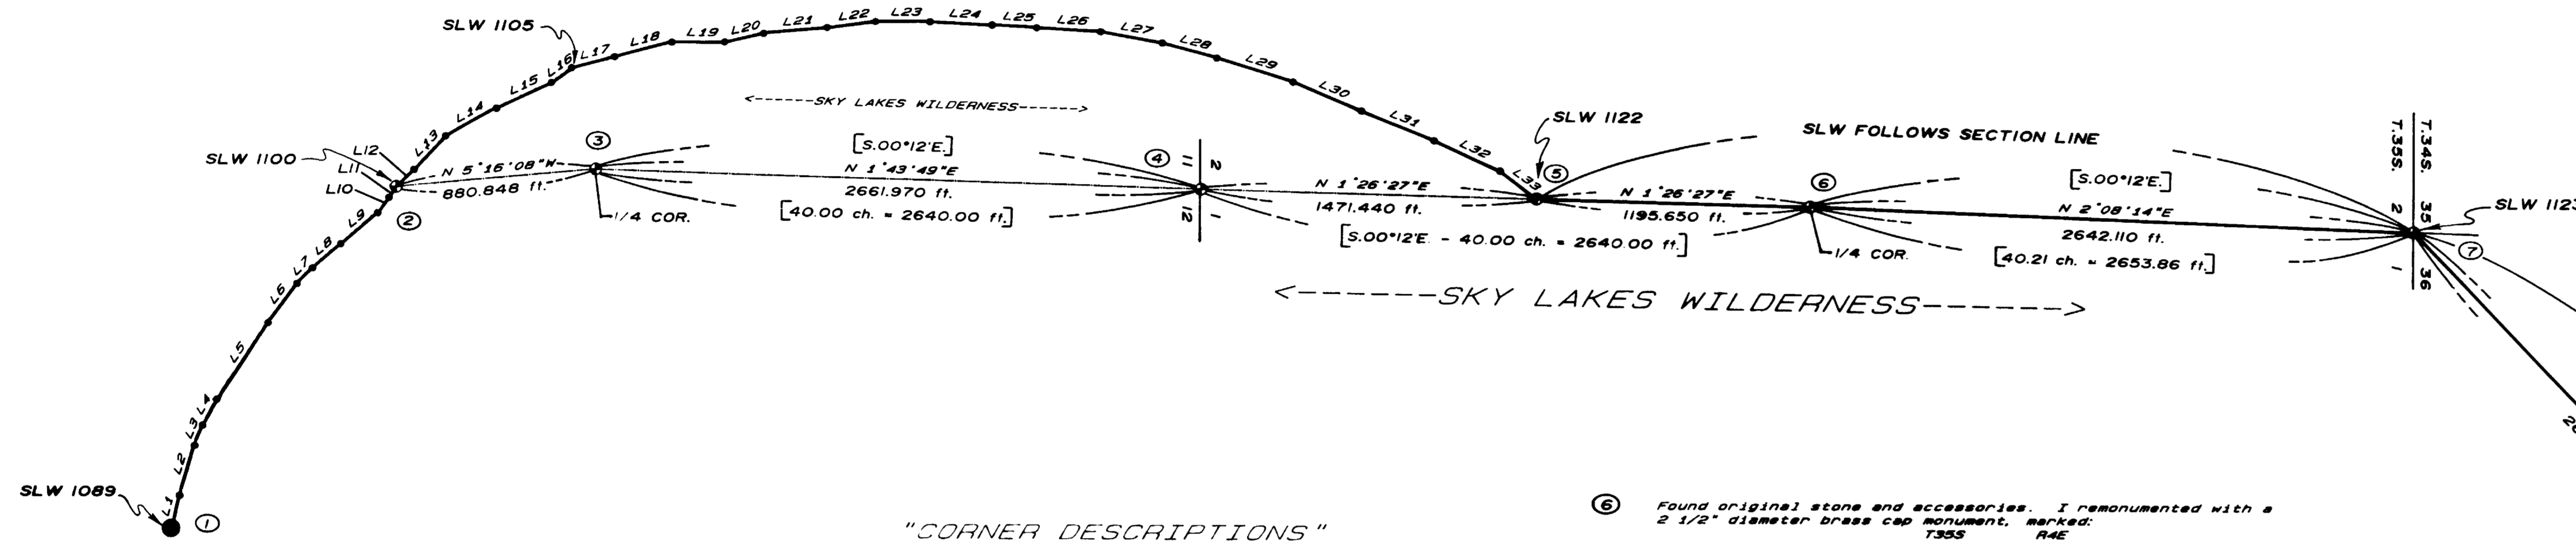 SLW 1105
L16
L17
L18
L19
L20
L21
L22
L23
L24
L25
L26
L27
L28
L29
L30
L31
L32
L33
L15
L14
L13
L12
L11
L10
L9
L8
L7
L6
L5
L4
L3
L2
L1
SLW 1100
SLW 1089
1
2
<------SKY LAKES WILDERNESS------>
N 5°16'08"W
880.848 ft.
3
1/4 COR.
[S.00°12'E.]
N 1°43'49"E
2661.970 ft.
[40.00 ch. = 2640.00 ft.]
4
11
2
12
N 1°26'27"E
1471.440 ft.
[S.00°12'E. - 40.00 ch. = 2640.00 ft.]
SLW 1122
5
SLW FOLLOWS SECTION LINE
N 1°26'27"E
1195.650 ft.
6
1/4 COR.
[S.00°12'E.]
N 2°08'14"E
2642.110 ft.
[40.21 ch. = 2653.86 ft.]
T.35S.
T.34S.
2
35
1
36
SLW 1123
7
<------SKY LAKES WILDERNESS------>
"CORNER DESCRIPTIONS"
6 Found original stone and accessories. I remonumented with a
2 1/2" diameter brass cap monument, marked:
T35S R4E